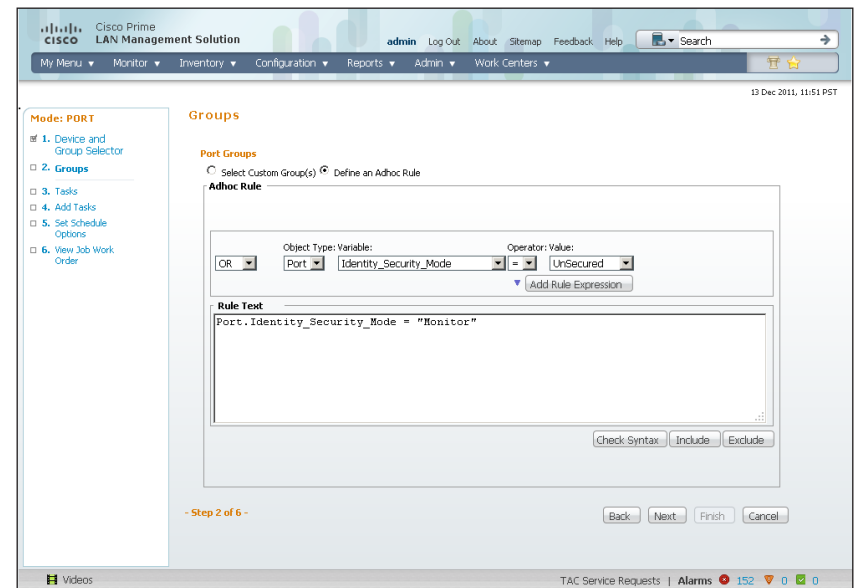 Cisco Prime
CISCO LAN Management Solution
admin Log Out About Sitemap Feedback Help Search
My Menu Monitor Inventory Configuration Reports Admin Work Centers
13 Dec 2011, 11:51 PST
Mode: PORT
1. Device and Group Selector
2. Groups
3. Tasks
4. Add Tasks
5. Set Schedule Options
6. View Job Work Order
Groups
Port Groups
Select Custom Group(s) Define an Adhoc Rule
Adhoc Rule
Object Type: Variable: Operator: Value:
OR Port Identity_Security_Mode = UnSecured
Add Rule Expression
Rule Text
Port.Identity_Security_Mode = "Monitor"
Check Syntax Include Exclude
- Step 2 of 6 -
Back Next Finish Cancel
Videos
TAC Service Requests | Alarms 152 0 0